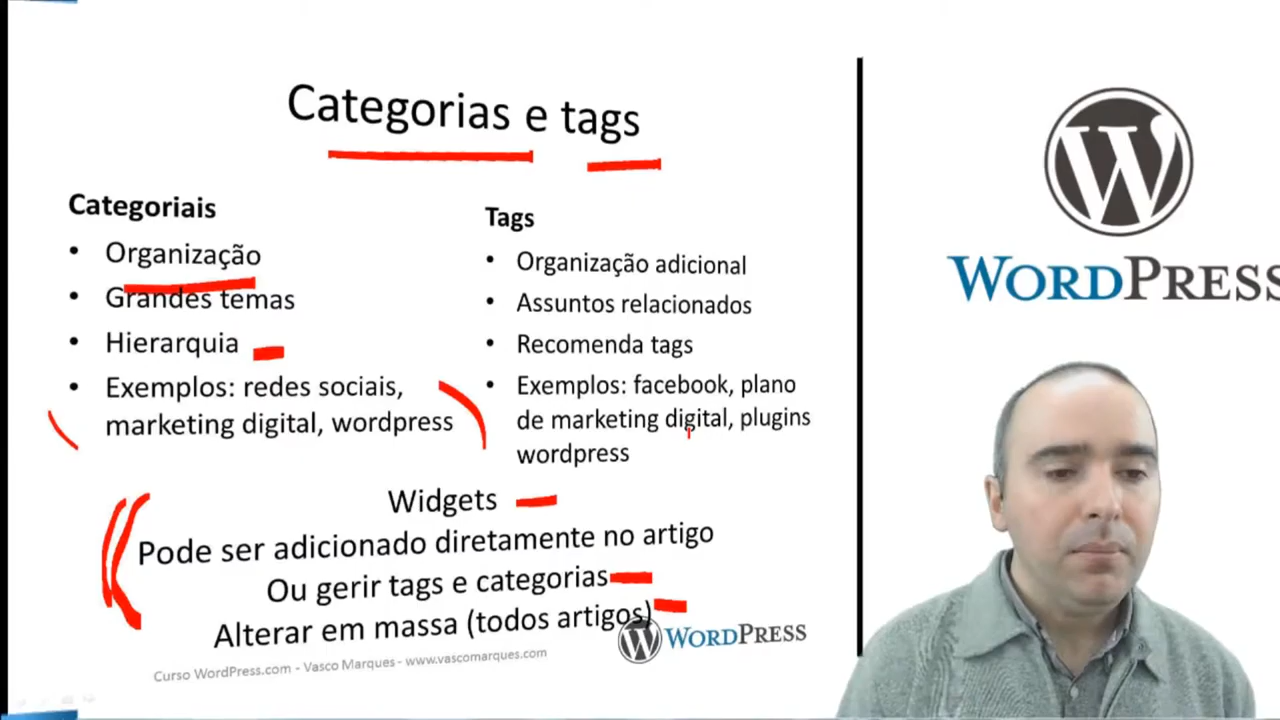 Categorias e tags
Categoriais
• Organização
• Grandes temas
• Hierarquia
• Exemplos: redes sociais,
marketing digital, wordpress
Tags
• Organização adicional
• Assuntos relacionados
• Recomenda tags
• Exemplos: facebook, plano
de marketing digital, plugins
wordpress
Widgets
Pode ser adicionado diretamente no artigo
Ou gerir tags e categorias
Alterar em massa (todos artigos)
WORDPRESS
Curso WordPress.com - Vasco Marques - www.vascomarques.com
WORDPRESS